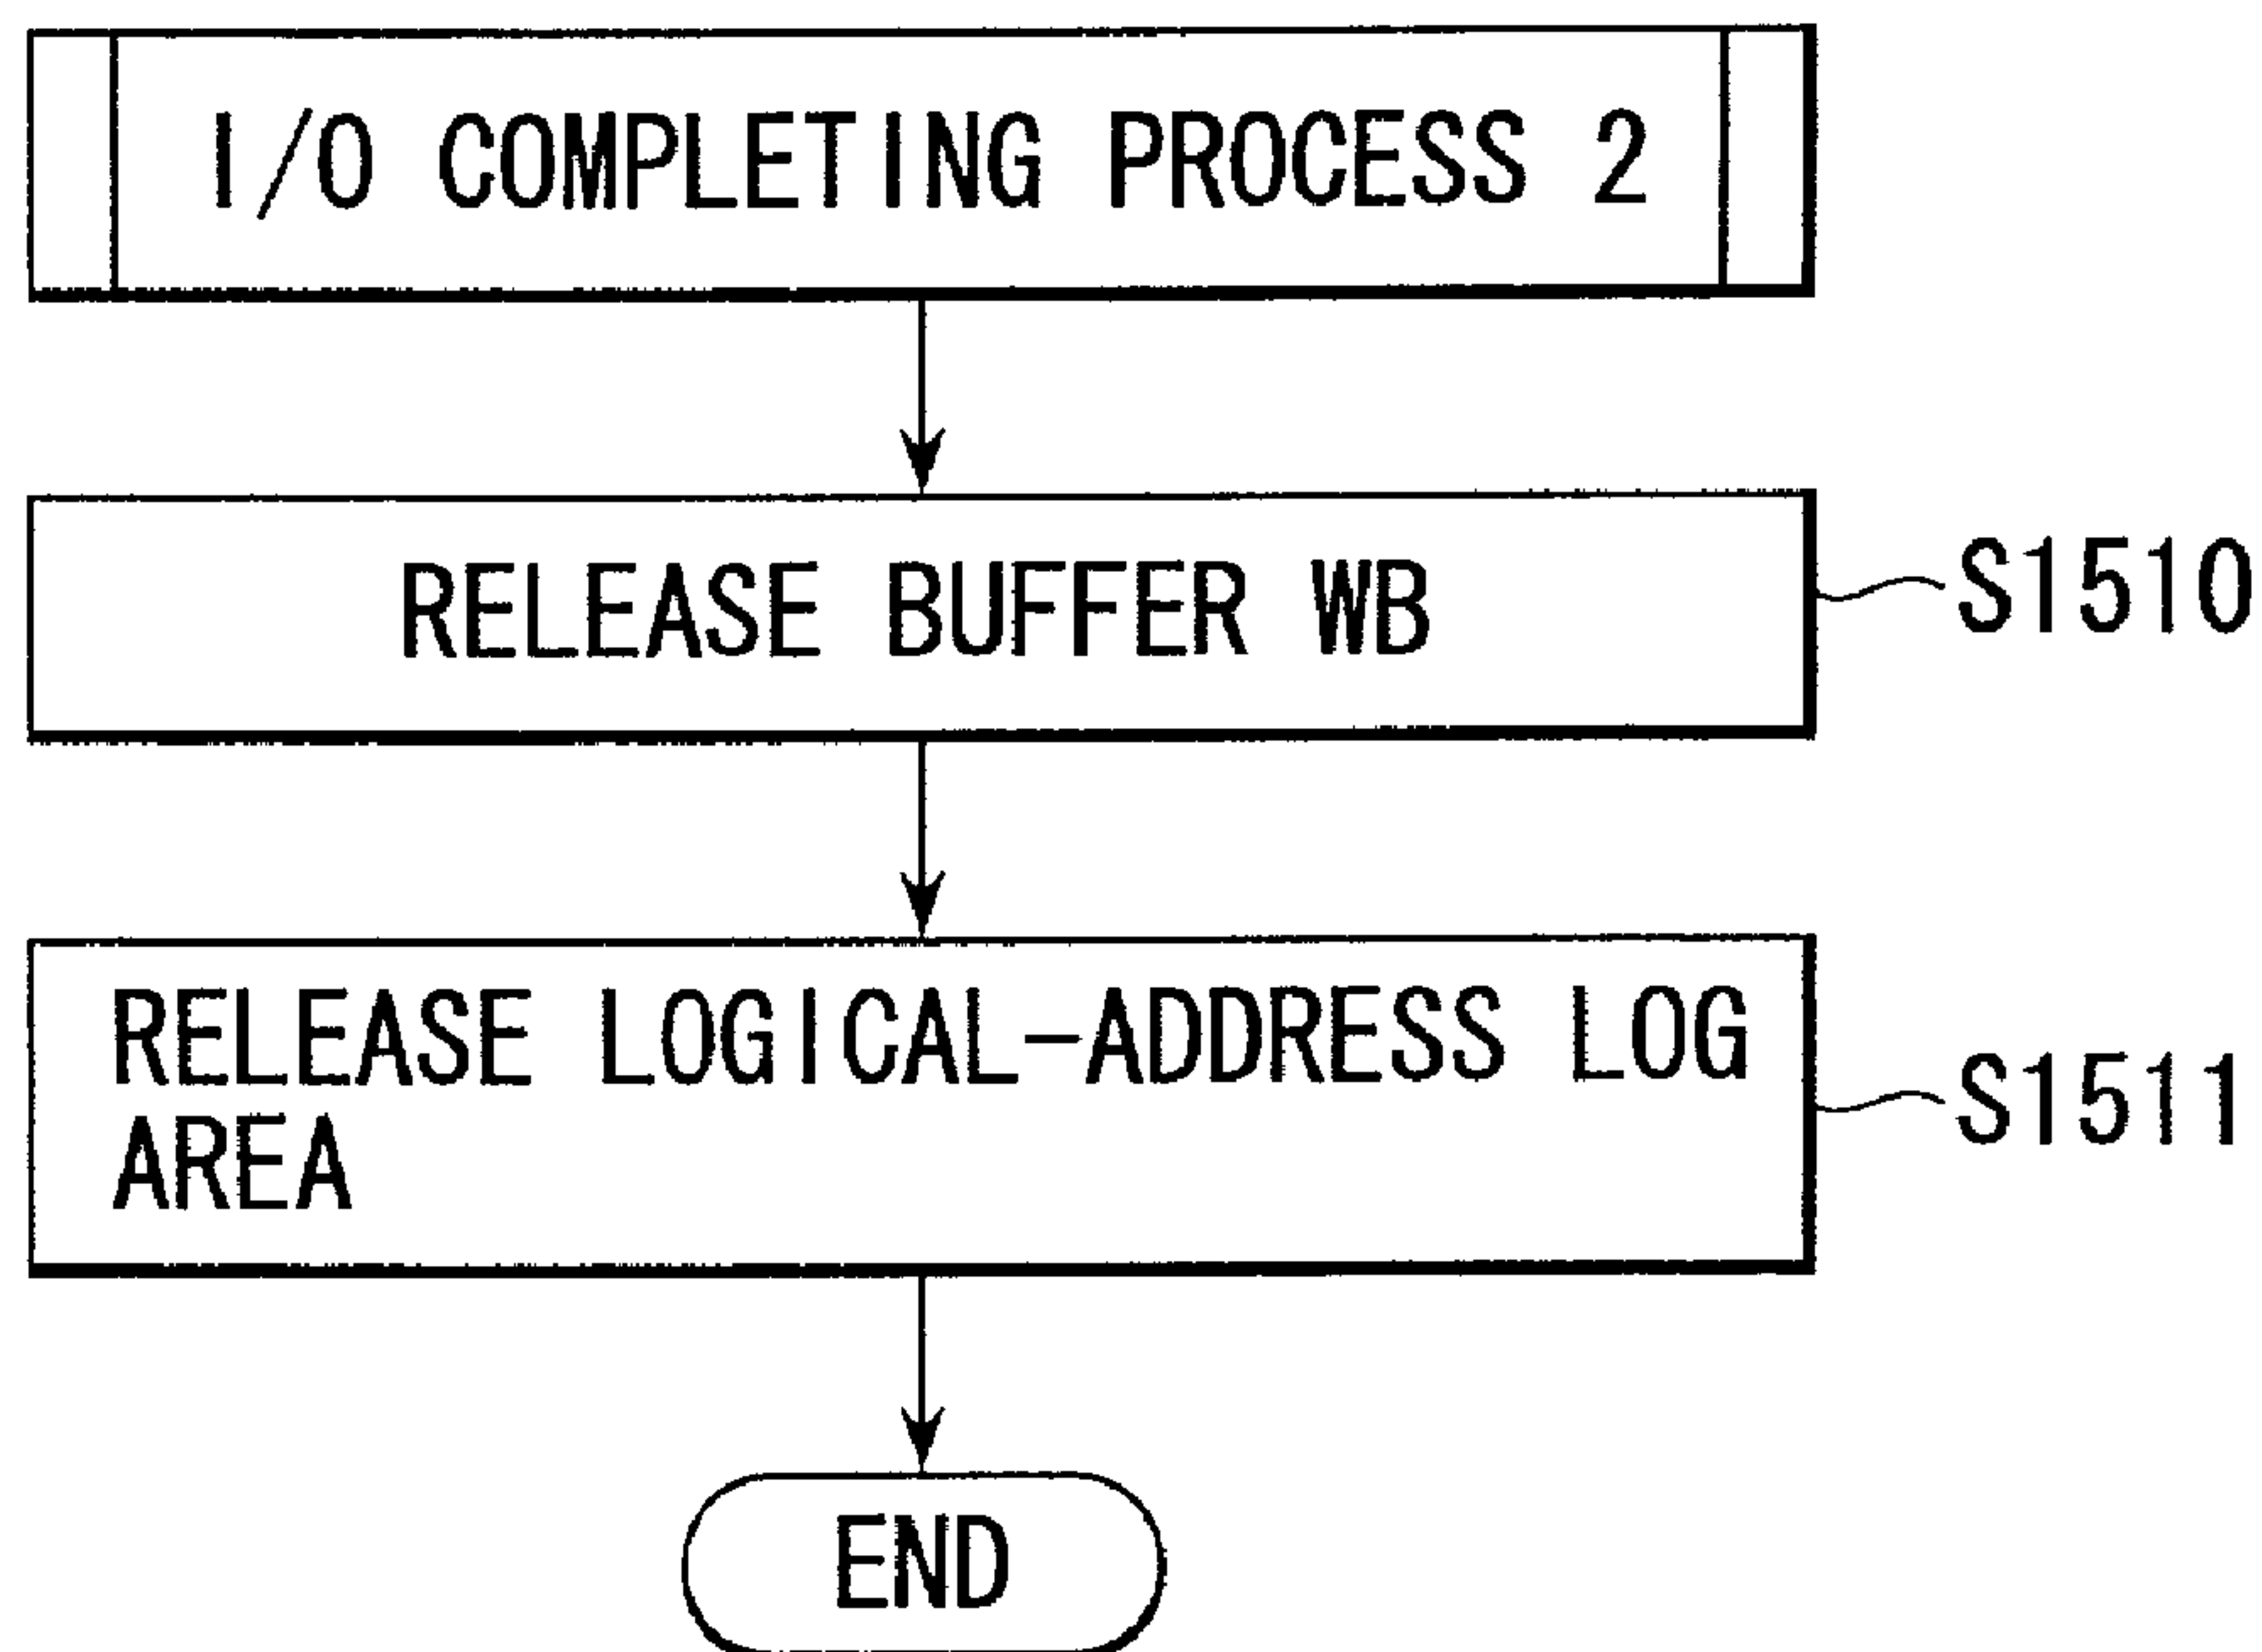 I/O COMPLETING PROCESS 2
RELEASE BUFFER WB
S1510
RELEASE LOGICAL-ADDRESS LOG
AREA
S1511
END